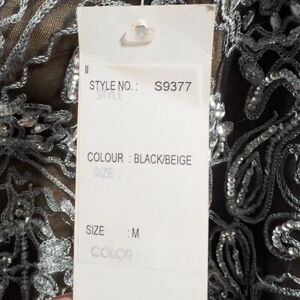 STYLE NO.: S9377
STYLE
COLOUR : BLACK/BEIGE
SIZE :
SIZE : M
COLOR